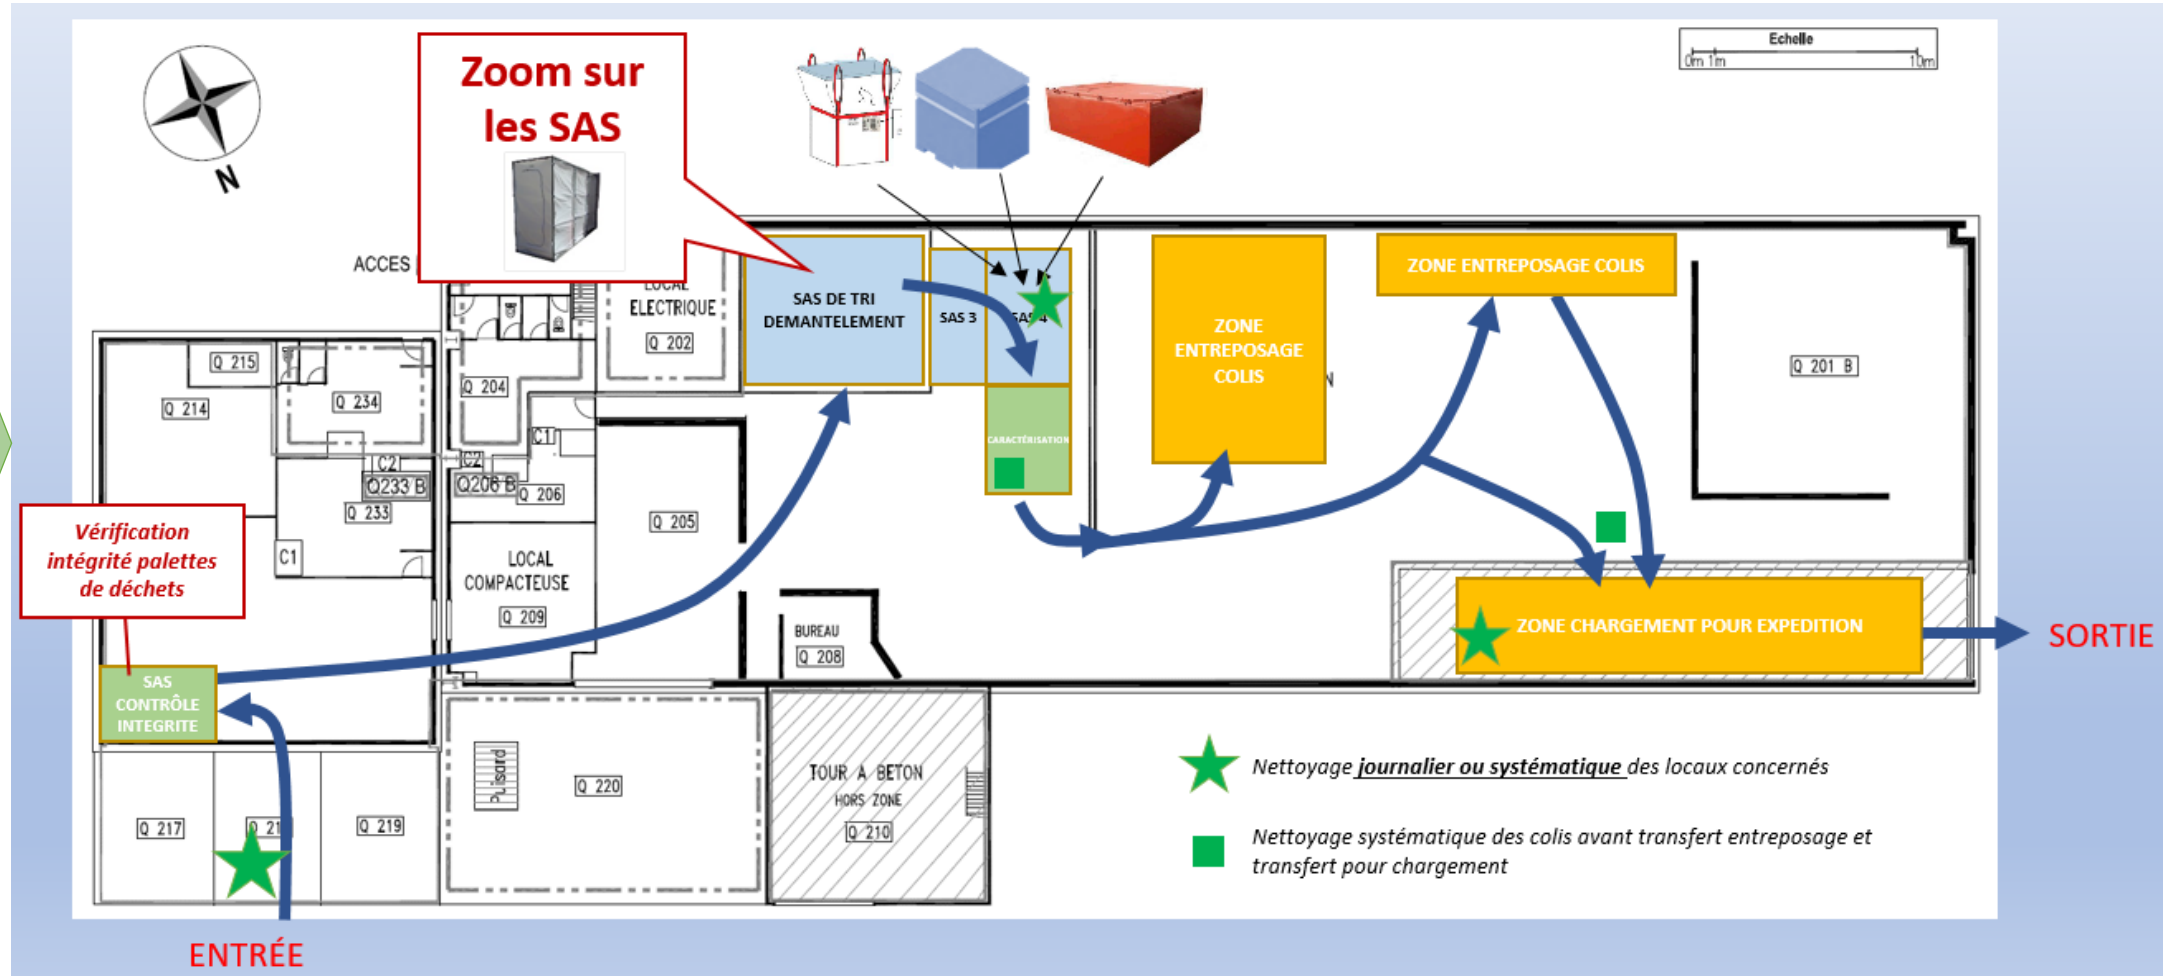 Zoom sur
les SAS
Echelle
0m 1m
10m
N
ACCES
LOCAL
ELECTRIQUE
Q 202
SAS DE TRI
DEMANTELEMENT
SAS 3
SAS 4
CARACTÉRISATION
ZONE
ENTREPOSAGE
COLIS
N
ZONE ENTREPOSAGE COLIS
Q 201 B
Q 215
Q 214
Q 234
Q 204
C1
C2
Q233 B
C2
Q206 B
Q 206
Q 233
C1
Q 205
Vérification
intégrité palettes
de déchets
LOCAL
COMPACTEUSE
Q 209
BUREAU
Q 208
ZONE CHARGEMENT POUR EXPEDITION
SORTIE
SAS
CONTRÔLE
INTEGRITE
Q 217
Q 21
Q 219
Q 220
TOUR A BETON
HORS ZONE
Q 210
Nettoyage journalier ou systématique des locaux concernés
Nettoyage systématique des colis avant transfert entreposage et
transfert pour chargement
ENTRÉE